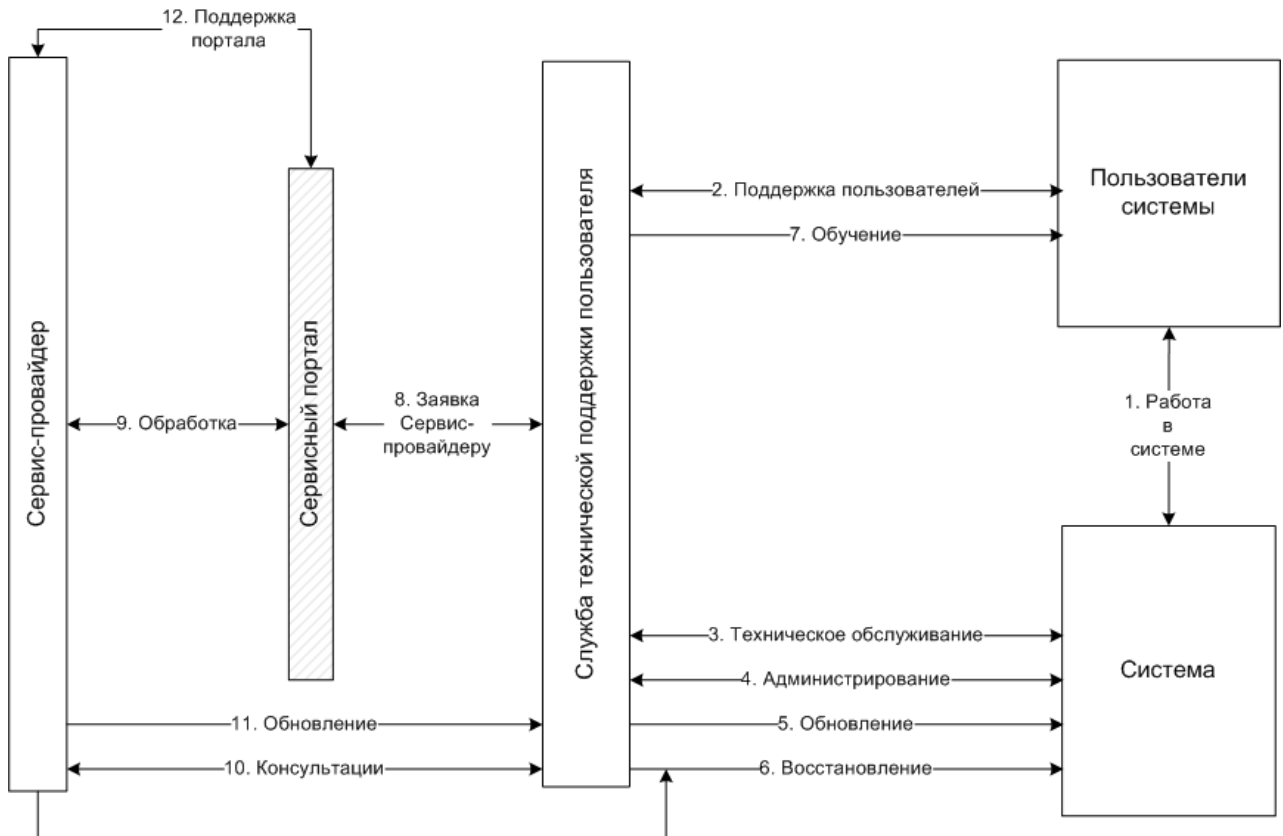 12. Поддержка
портала
Сервис-провайдер
Сервисный портал
Служба технической поддержки пользователя
Пользователи
системы
2. Поддержка пользователей
7. Обучение
9. Обработка
8. Заявка
Сервис-
провайдеру
1. Работа
в
системе
3. Техническое обслуживание
4. Администрирование
Система
11. Обновление
5. Обновление
10. Консультации
6. Восстановление